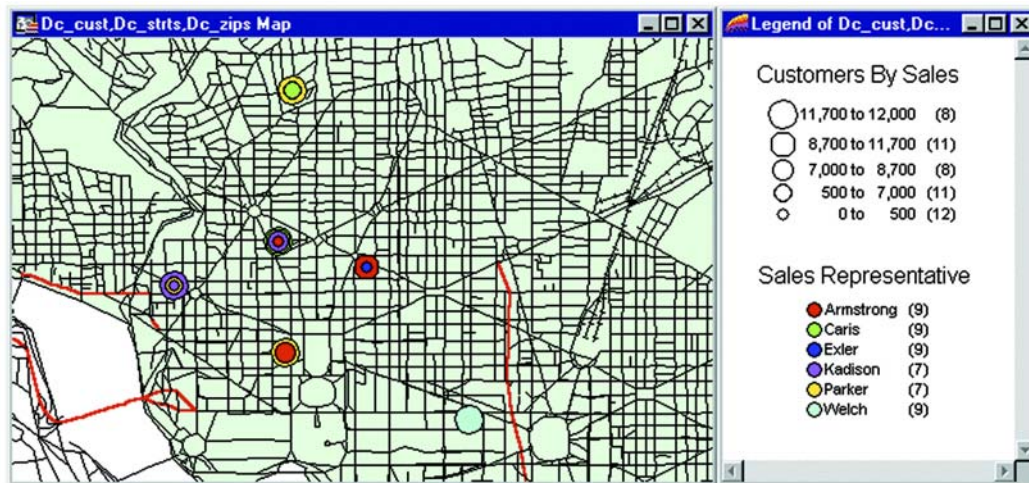 Dc_cust,Dc_strts,Dc_zips Map
Legend of Dc_cust,Dc...
Customers By Sales
11,700 to 12,000 (8)
8,700 to 11,700 (11)
7,000 to 8,700 (8)
500 to 7,000 (11)
0 to 500 (12)
Sales Representative
Armstrong (9)
Caris (9)
Exler (9)
Kadison (7)
Parker (7)
Welch (9)